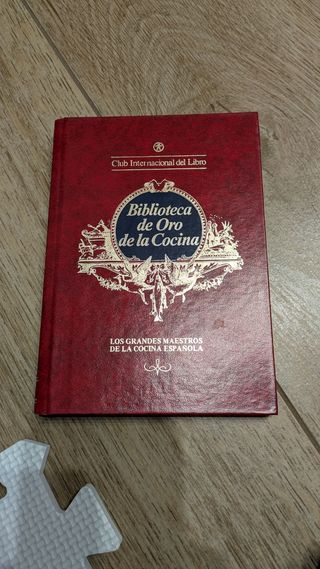 Club Internacional del Libro
Biblioteca
de Oro
de la Cocina
LOS GRANDES MAESTROS
DE LA COCINA ESPAÑOLA